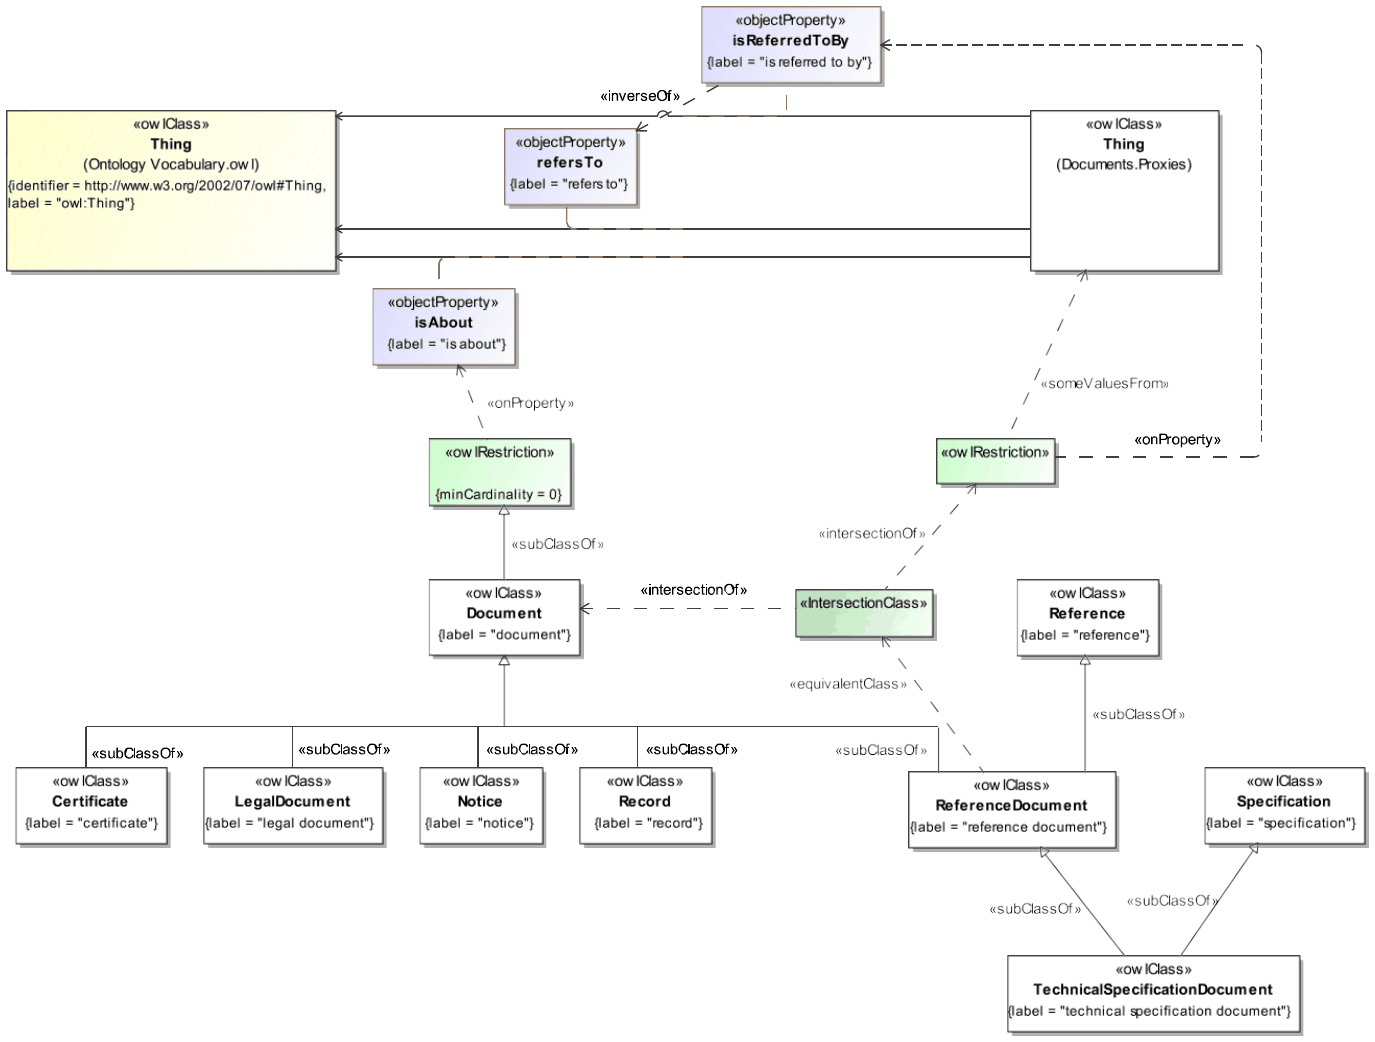 «objectProperty»
isReferredToBy
{label = "is referred to by"}
«inverseOf»
«owlClass»
Thing
(Ontology Vocabulary.owl)
{identifier = http://www.w3.org/2002/07/owl#Thing,
label = "owl:Thing"}
«objectProperty»
refersTo
{label = "refers to"}
«owlClass»
Thing
(Documents.Proxies)
«objectProperty»
isAbout
{label = "is about"}
«onProperty»
«someValuesFrom»
«owlRestriction»
{minCardinality = 0}
«owlRestriction»
«onProperty»
«subClassOf»
«intersectionOf»
«owlClass»
Document
{label = "document"}
«intersectionOf»
«IntersectionClass»
«owlClass»
Reference
{label = "reference"}
«equivalentClass»
«subClassOf»
«subClassOf»
«subClassOf»
«subClassOf»
«subClassOf»
«subClassOf»
«owlClass»
Certificate
{label = "certificate"}
«owlClass»
LegalDocument
{label = "legal document"}
«owlClass»
Notice
{label = "notice"}
«owlClass»
Record
{label = "record"}
«owlClass»
ReferenceDocument
{label = "reference document"}
«owlClass»
Specification
{label = "specification"}
«subClassOf»
«subClassOf»
«owlClass»
TechnicalSpecificationDocument
{label = "technical specification document"}